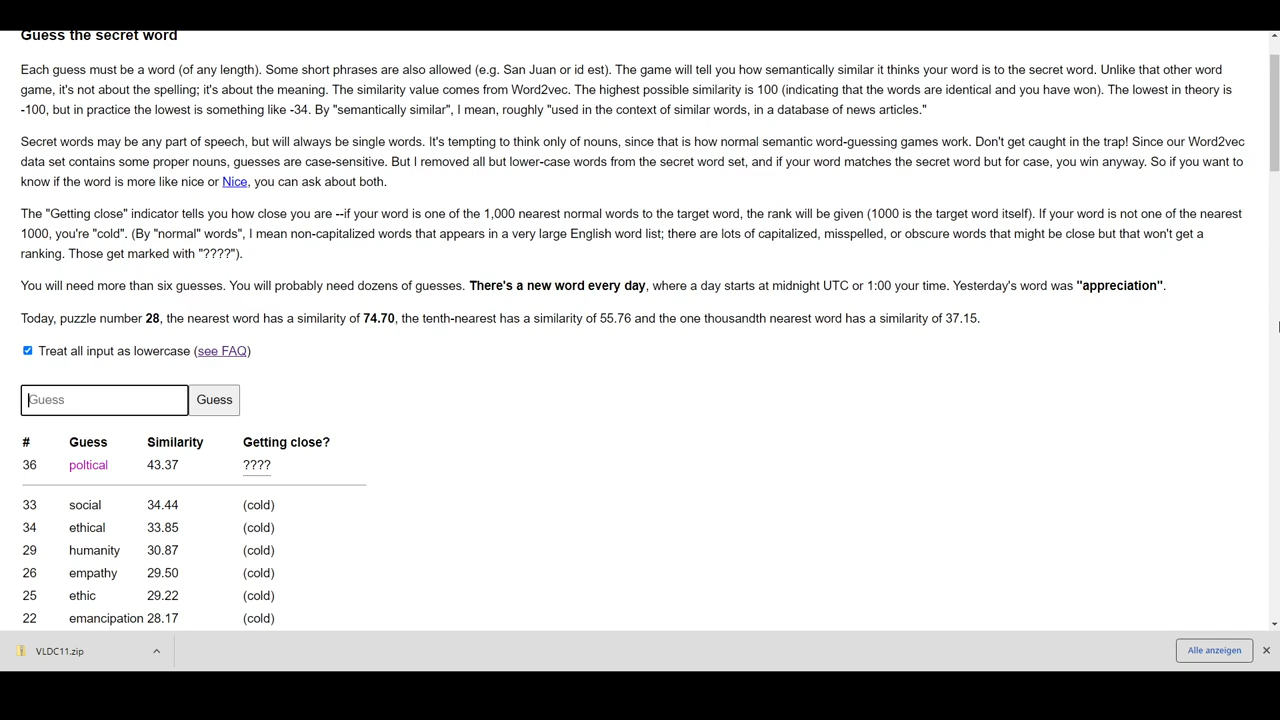 Guess the secret word
Each guess must be a word (of any length). Some short phrases are also allowed (e.g. San Juan or id est). The game will tell you how semantically similar it thinks your word is to the secret word. Unlike that other word
game, it's not about the spelling; it's about the meaning. The similarity value comes from Word2vec. The highest possible similarity is 100 (indicating that the words are identical and you have won). The lowest in theory is
-100, but in practice the lowest is something like -34. By "semantically similar", I mean, roughly "used in the context of similar words, in a database of news articles."
Secret words may be any part of speech, but will always be single words. It's tempting to think only of nouns, since that is how normal semantic word-guessing games work. Don't get caught in the trap! Since our Word2vec
data set contains some proper nouns, guesses are case-sensitive. But I removed all but lower-case words from the secret word set, and if your word matches the secret word but for case, you win anyway. So if you want to
know if the word is more like nice or Nice, you can ask about both.
The "Getting close" indicator tells you how close you are --if your word is one of the 1,000 nearest normal words to the target word, the rank will be given (1000 is the target word itself). If your word is not one of the nearest
1000, you're "cold". (By "normal" words", I mean non-capitalized words that appears in a very large English word list; there are lots of capitalized, misspelled, or obscure words that might be close but that won't get a
ranking. Those get marked with "????").
You will need more than six guesses. You will probably need dozens of guesses. There's a new word every day, where a day starts at midnight UTC or 1:00 your time. Yesterday's word was "appreciation".
Today, puzzle number 28, the nearest word has a similarity of 74.70, the tenth-nearest has a similarity of 55.76 and the one thousandth nearest word has a similarity of 37.15.
Treat all input as lowercase (see FAQ)
Guess Guess
# Guess Similarity Getting close?
36 poltical 43.37 ????
33 social 34.44 (cold)
34 ethical 33.85 (cold)
29 humanity 30.87 (cold)
26 empathy 29.50 (cold)
25 ethic 29.22 (cold)
22 emancipation 28.17 (cold)
VLDC11.zip Alle anzeigen